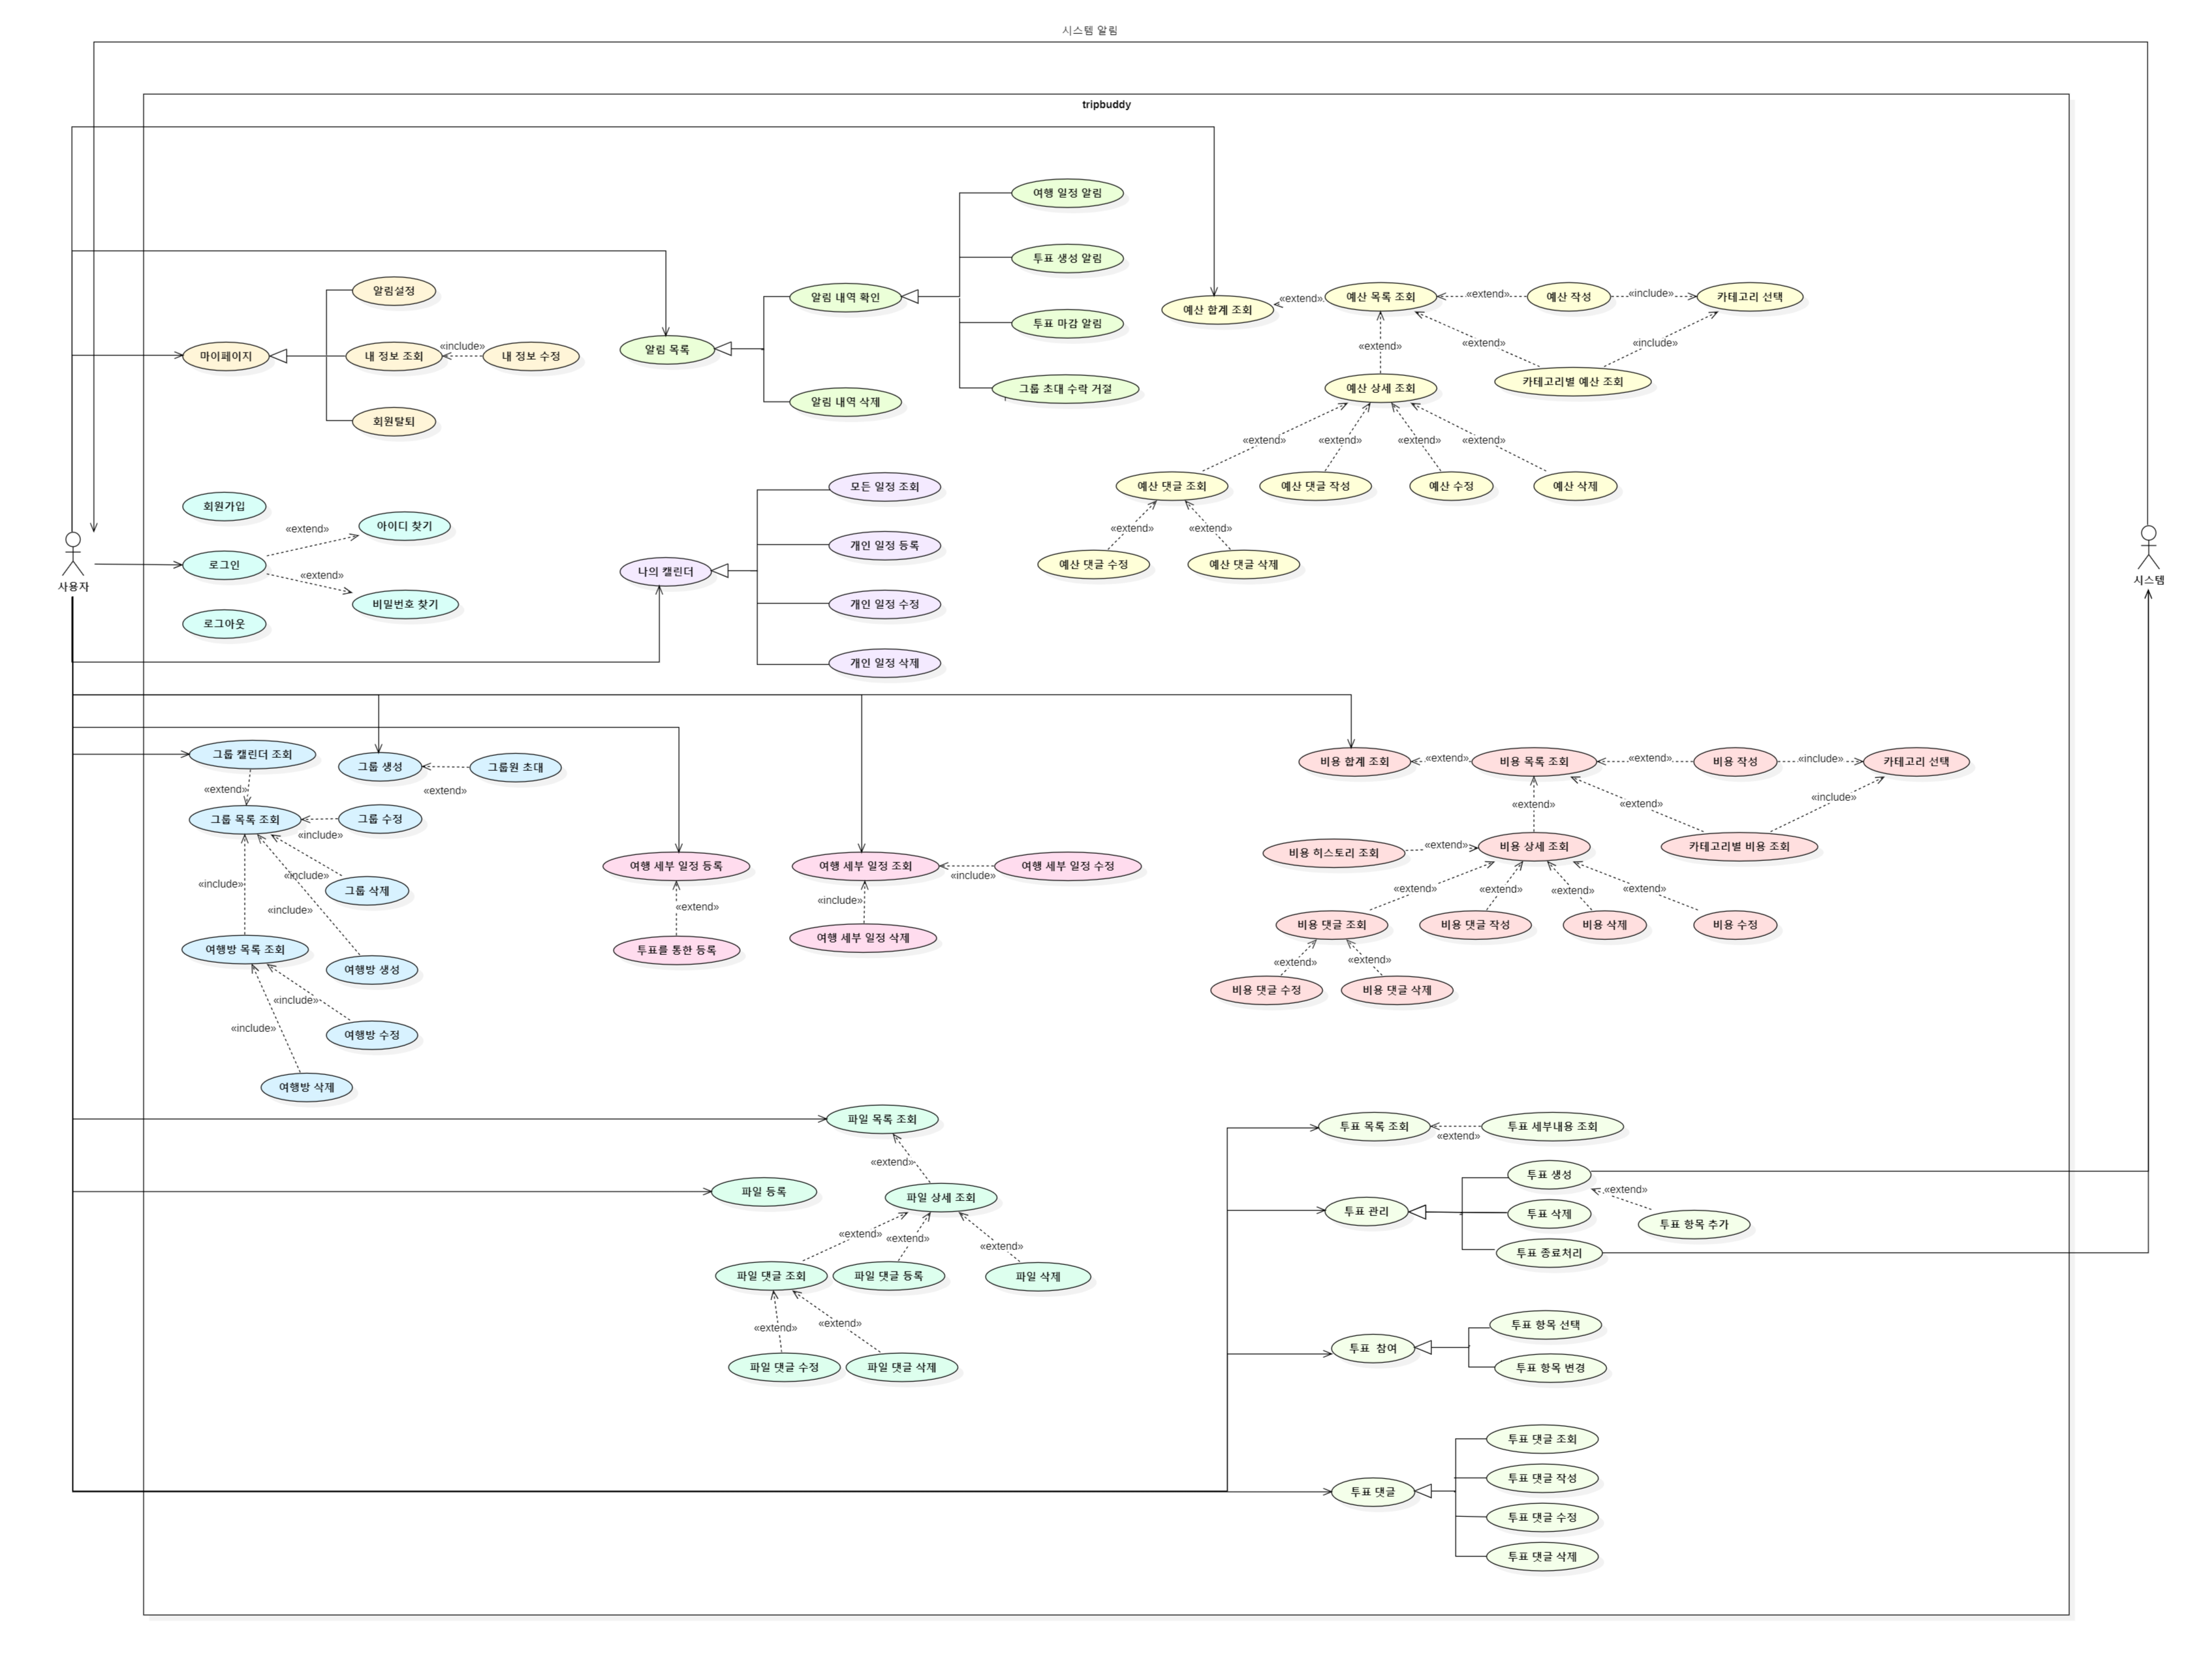 시스템 알림
tripbuddy
여행 일정 알림
투표 생성 알림
알림 내역 확인
투표 마감 알림
알림 목록
그룹 초대 수락 거절
알림 내역 삭제
알림설정
마이페이지
내 정보 조회
«include»
내 정보 수정
회원탈퇴
예산 합계 조회
«extend»
예산 목록 조회
«extend»
예산 작성
«include»
카테고리 선택
«extend»
«extend»
«include»
예산 상세 조회
카테고리별 예산 조회
«extend»
«extend»
«extend»
«extend»
예산 댓글 조회
예산 댓글 작성
예산 수정
예산 삭제
«extend»
«extend»
예산 댓글 수정
예산 댓글 삭제
회원가입
«extend»
아이디 찾기
로그인
«extend»
비밀번호 찾기
로그아웃
사용자
시스템
모든 일정 조회
개인 일정 등록
나의 캘린더
개인 일정 수정
개인 일정 삭제
그룹 캘린더 조회
그룹 생성
그룹원 초대
«extend»
«extend»
그룹 목록 조회
그룹 수정
«include»
«include»
«include»
그룹 삭제
«include»
여행방 목록 조회
여행방 생성
«include»
«include»
여행방 수정
여행방 삭제
여행 세부 일정 등록
«extend»
투표를 통한 등록
여행 세부 일정 조회
«include»
여행 세부 일정 수정
«include»
여행 세부 일정 삭제
비용 합계 조회
«extend»
비용 목록 조회
«extend»
비용 작성
«include»
카테고리 선택
«extend»
«extend»
«include»
비용 히스토리 조회
«extend»
비용 상세 조회
카테고리별 비용 조회
«extend»
«extend»
«extend»
«extend»
비용 댓글 조회
비용 댓글 작성
비용 삭제
비용 수정
«extend»
«extend»
비용 댓글 수정
비용 댓글 삭제
파일 목록 조회
«extend»
파일 등록
파일 상세 조회
«extend»
«extend»
«extend»
파일 댓글 조회
파일 댓글 등록
파일 삭제
«extend»
«extend»
파일 댓글 수정
파일 댓글 삭제
투표 목록 조회
«extend»
투표 세부내용 조회
투표 생성
«extend»
투표 관리
투표 삭제
투표 항목 추가
투표 종료처리
투표 항목 선택
투표 참여
투표 항목 변경
투표 댓글 조회
투표 댓글 작성
투표 댓글
투표 댓글 수정
투표 댓글 삭제